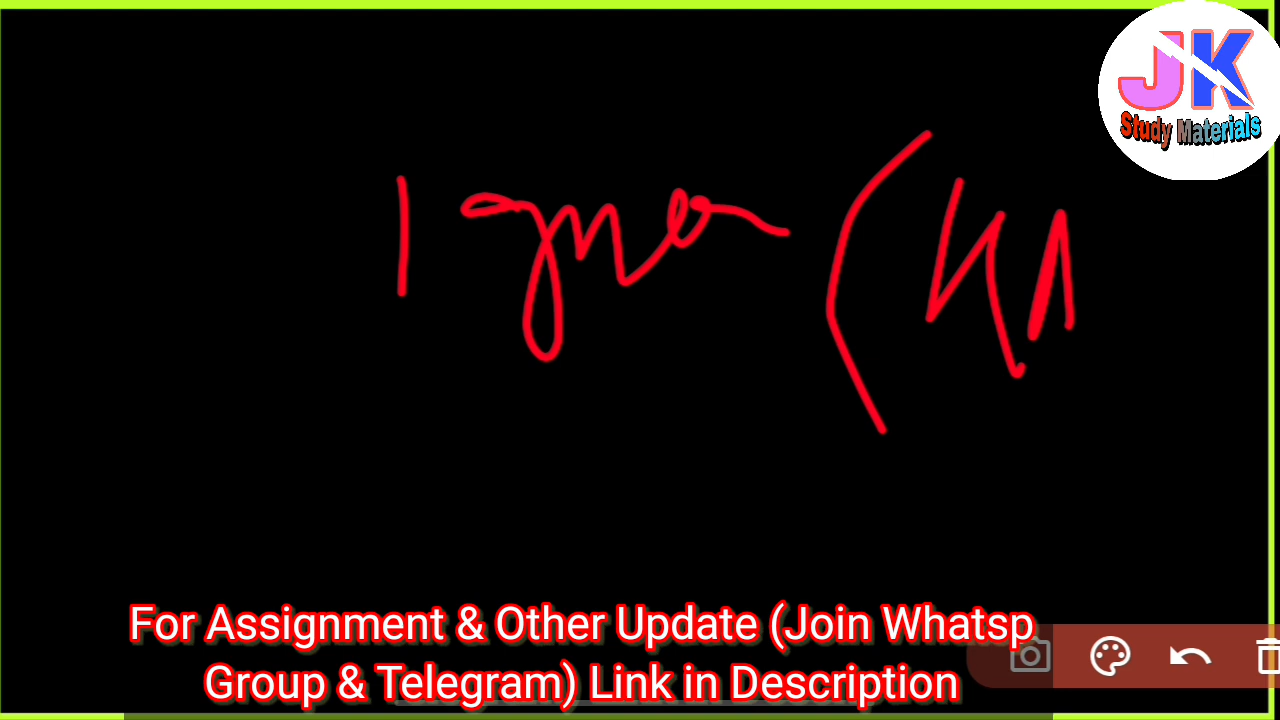 JK
Study Materials
Ignou (
For Assignment & Other Update (Join Whatsp
Group & Telegram) Link in Description